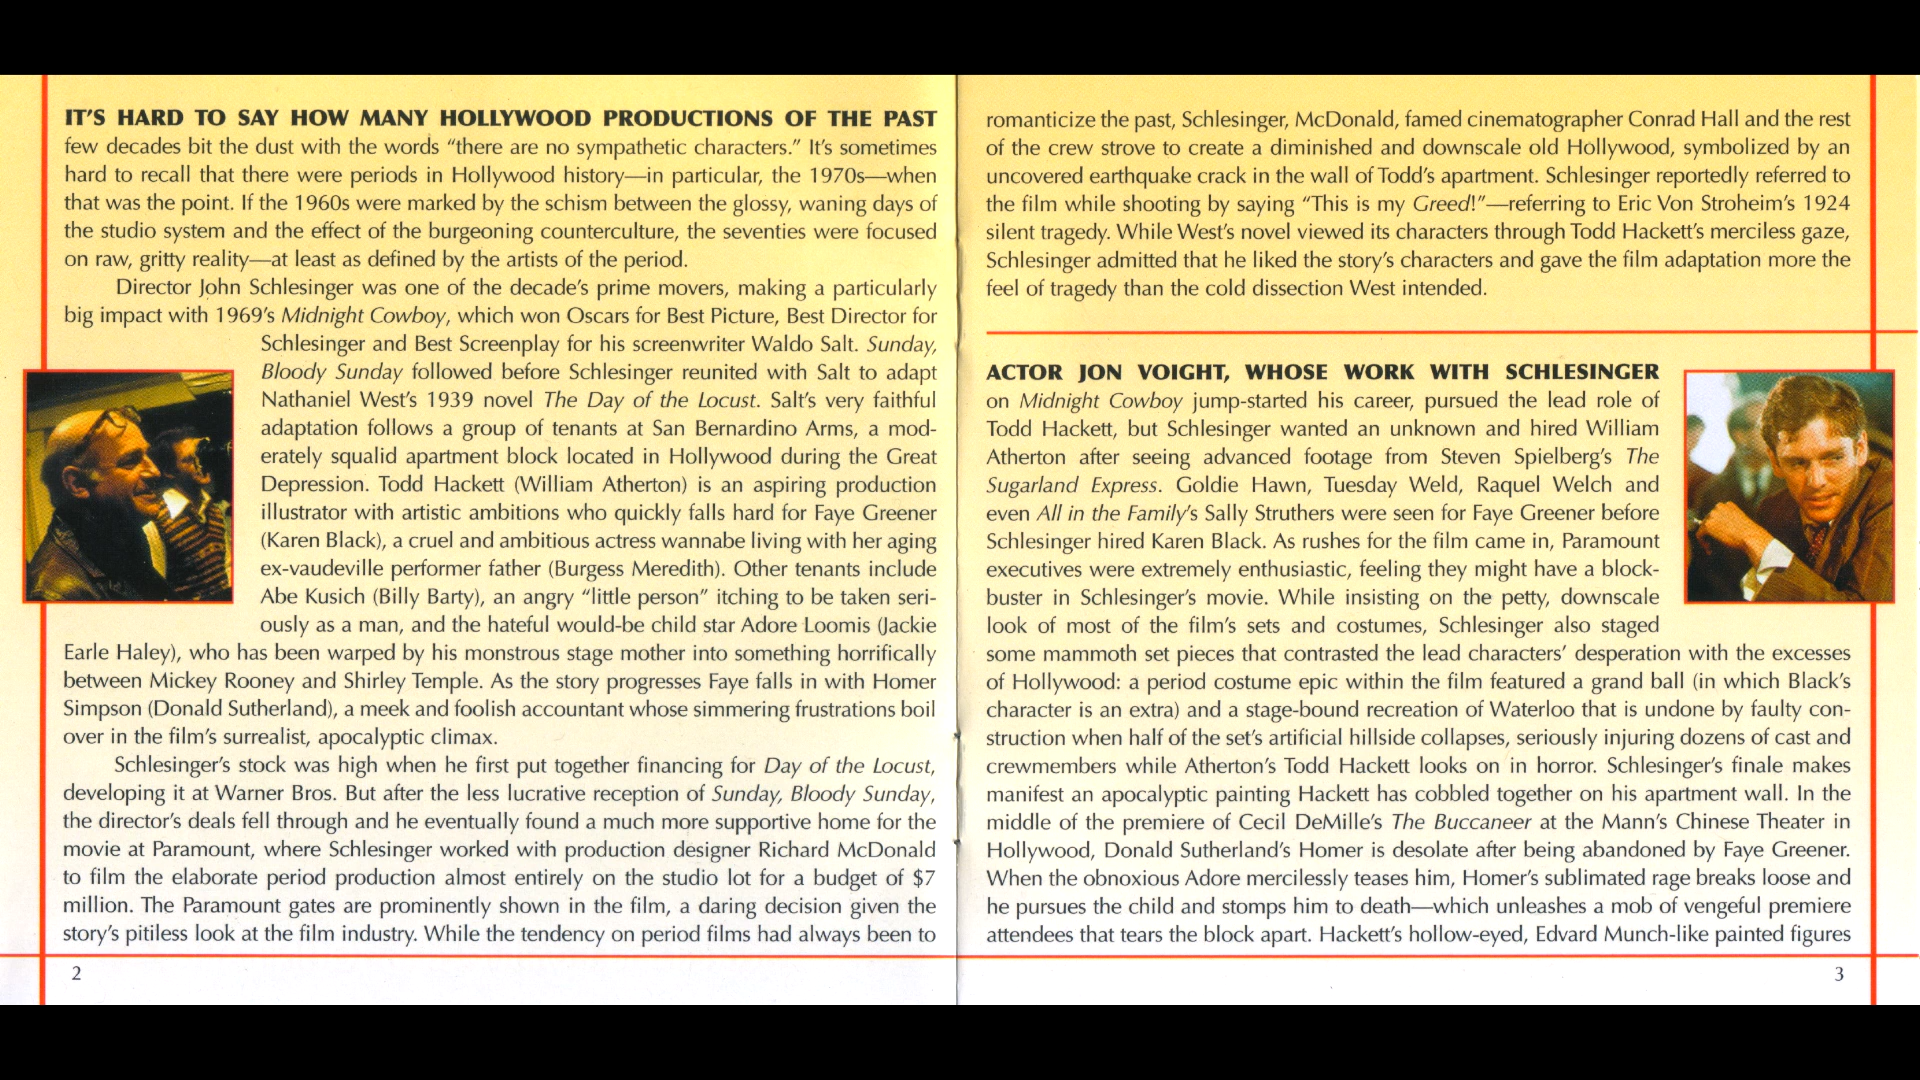 IT'S HARD TO SAY HOW MANY HOLLYWOOD PRODUCTIONS OF THE PAST
few decades bit the dust with the words “there are no sympathetic characters.” It's sometimes
hard to recall that there were periods in Hollywood history—in particular, the 1970s—when
that was the point. If the 1960s were marked by the schism between the glossy, waning days of
the studio system and the effect of the burgeoning counterculture, the seventies were focused
on raw, gritty reality—at least as defined by the artists of the period.
Director John Schlesinger was one of the decade's prime movers, making a particularly
big impact with 1969's Midnight Cowboy, which won Oscars for Best Picture, Best Director for
Schlesinger and Best Screenplay for his screenwriter Waldo Salt. Sunday,
Bloody Sunday followed before Schlesinger reunited with Salt to adapt
Nathaniel West's 1939 novel The Day of the Locust. Salt's very faithful
adaptation follows a group of tenants at San Bernardino Arms, a mod-
erately squalid apartment block located in Hollywood during the Great
Depression. Todd Hackett (William Atherton) is an aspiring production
illustrator with artistic ambitions who quickly falls hard for Faye Greener
(Karen Black), a cruel and ambitious actress wannabe living with her aging
ex-vaudeville performer father (Burgess Meredith). Other tenants include
Abe Kusich (Billy Barty), an angry “little person” itching to be taken seri-
ously as a man, and the hateful would-be child star Adore Loomis (Jackie
Earle Haley), who has been warped by his monstrous stage mother into something horrifically
between Mickey Rooney and Shirley Temple. As the story progresses Faye falls in with Homer
Simpson (Donald Sutherland), a meek and foolish accountant whose simmering frustrations boil
over in the film's surrealist, apocalyptic climax.
Schlesinger's stock was high when he first put together financing for Day of the Locust,
developing it at Warner Bros. But after the less lucrative reception of Sunday, Bloody Sunday,
the director's deals fell through and he eventually found a much more supportive home for the
movie at Paramount, where Schlesinger worked with production designer Richard McDonald
to film the elaborate period production almost entirely on the studio lot for a budget of $7
million. The Paramount gates are prominently shown in the film, a daring decision given the
story's pitiless look at the film industry. While the tendency on period films had always been to
2
romanticize the past, Schlesinger, McDonald, famed cinematographer Conrad Hall and the rest
of the crew strove to create a diminished and downscale old Hollywood, symbolized by an
uncovered earthquake crack in the wall of Todd's apartment. Schlesinger reportedly referred to
the film while shooting by saying “This is my Greed!”—referring to Eric Von Stroheim's 1924
silent tragedy. While West's novel viewed its characters through Todd Hackett's merciless gaze,
Schlesinger admitted that he liked the story's characters and gave the film adaptation more the
feel of tragedy than the cold dissection West intended.
ACTOR JON VOIGHT, WHOSE WORK WITH SCHLESINGER
on Midnight Cowboy jump-started his career, pursued the lead role of
Todd Hackett, but Schlesinger wanted an unknown and hired William
Atherton after seeing advanced footage from Steven Spielberg's The
Sugarland Express. Goldie Hawn, Tuesday Weld, Raquel Welch and
even All in the Family's Sally Struthers were seen for Faye Greener before
Schlesinger hired Karen Black. As rushes for the film came in, Paramount
executives were extremely enthusiastic, feeling they might have a block-
buster in Schlesinger's movie. While insisting on the petty, downscale
look of most of the film's sets and costumes, Schlesinger also staged
some mammoth set pieces that contrasted the lead characters' desperation with the excesses
of Hollywood: a period costume epic within the film featured a grand ball (in which Black's
character is an extra) and a stage-bound recreation of Waterloo that is undone by faulty con-
struction when half of the set's artificial hillside collapses, seriously injuring dozens of cast and
crewmembers while Atherton's Todd Hackett looks on in horror. Schlesinger's finale makes
manifest an apocalyptic painting Hackett has cobbled together on his apartment wall. In the
middle of the premiere of Cecil DeMille's The Buccaneer at the Mann's Chinese Theater in
Hollywood, Donald Sutherland's Homer is desolate after being abandoned by Faye Greener.
When the obnoxious Adore mercilessly teases him, Homer's sublimated rage breaks loose and
he pursues the child and stomps him to death—which unleashes a mob of vengeful premiere
attendees that tears the block apart. Hackett's hollow-eyed, Edvard Munch-like painted figures
3